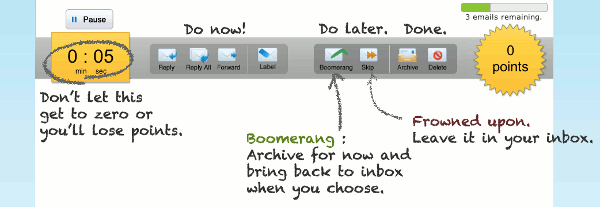 Pause
Do now!
Do later.
Done.
3 emails remaining.
0 : 05
min sec
Reply
Reply All
Forward
Label
Boomerang
Skip
Archive
Delete
0
points
Don't let this
get to zero or
you'll lose points.
Boomerang :
Archive for now and
bring back to inbox
when you choose.
Frowned upon.
Leave it in your inbox.